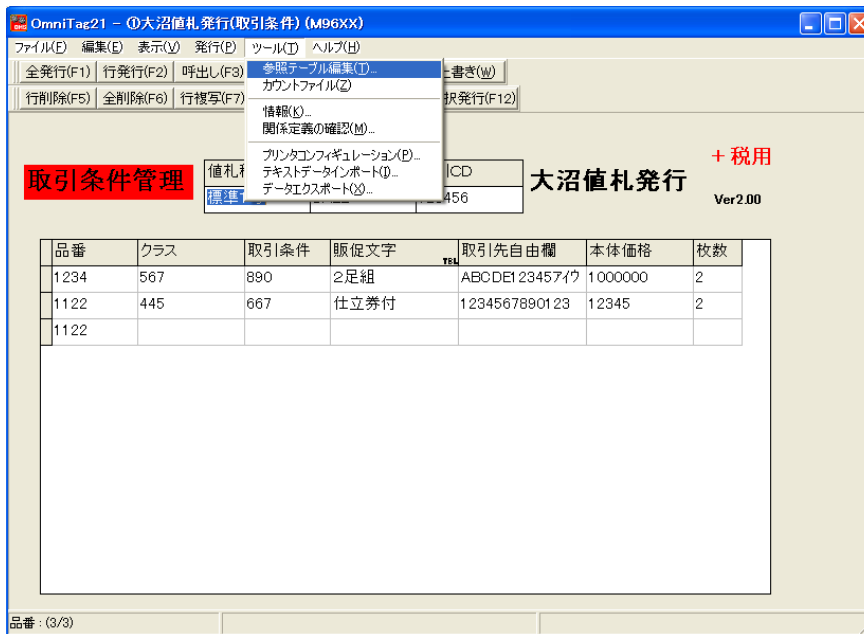 OmniTag21 - ①大沼値札発行(取引条件) (M96XX)
ファイル(F) 編集(E) 表示(V) 発行(P) ツール(T) ヘルプ(H)
全発行(F1) 行発行(F2) 呼出し(F3) 書き(W)
行削除(F5) 全削除(F6) 行複写(F7) 択発行(F12)
参照テーブル編集(T)...
カウントファイル(Z)
情報(K)...
関係定義の確認(M)...
プリンタコンフィギュレーション(P)...
テキストデータインポート(I)...
データエクスポート(X)...
+税用
取引条件管理 値札 CD 大沼値札発行
標準 456 Ver2.00
品番 クラス 取引条件 販促文字 TEL 取引先自由欄 本体価格 枚数
1234 567 890 2足組 ABCDE12345アイウ 1000000 2
1122 445 667 仕立券付 1234567890123 12345 2
1122
品番 : (3/3)